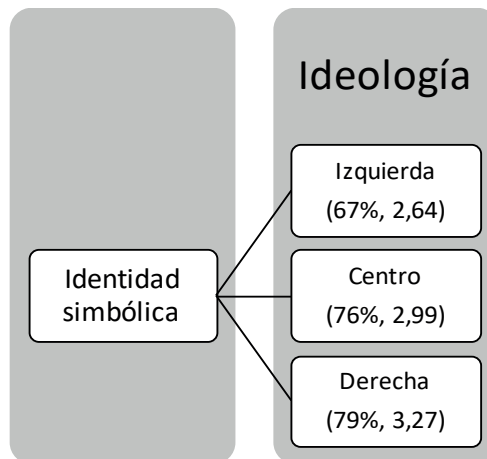 Ideología
Izquierda
(67%, 2,64)
Identidad
simbólica
Centro
(76%, 2,99)
Derecha
(79%, 3,27)